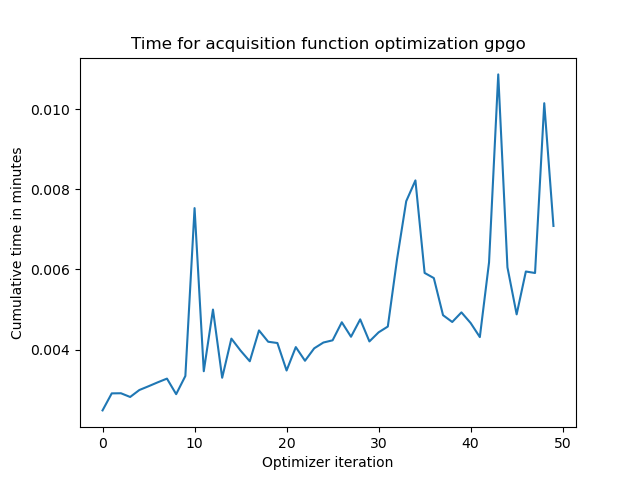 Time for acquisition function optimization gpgo
Cumulative time in minutes
0.010
0.008
0.006
0.004
0 10 20 30 40 50
Optimizer iteration